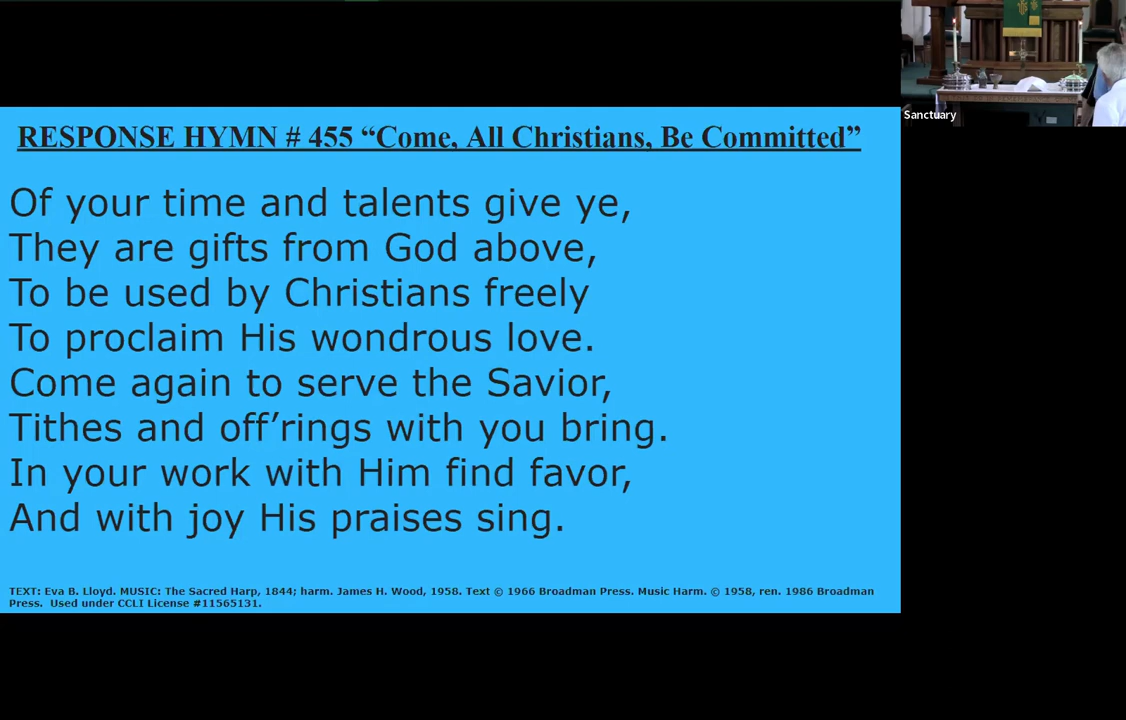 Sanctuary
RESPONSE HYMN # 455 “Come, All Christians, Be Committed”
Of your time and talents give ye,
They are gifts from God above,
To be used by Christians freely
To proclaim His wondrous love.
Come again to serve the Savior,
Tithes and off’rings with you bring.
In your work with Him find favor,
And with joy His praises sing.
TEXT: Eva B. Lloyd. MUSIC: The Sacred Harp, 1844; harm. James H. Wood, 1958. Text © 1966 Broadman Press. Music Harm. © 1958, ren. 1986 Broadman
Press.  Used under CCLI License #11565131.